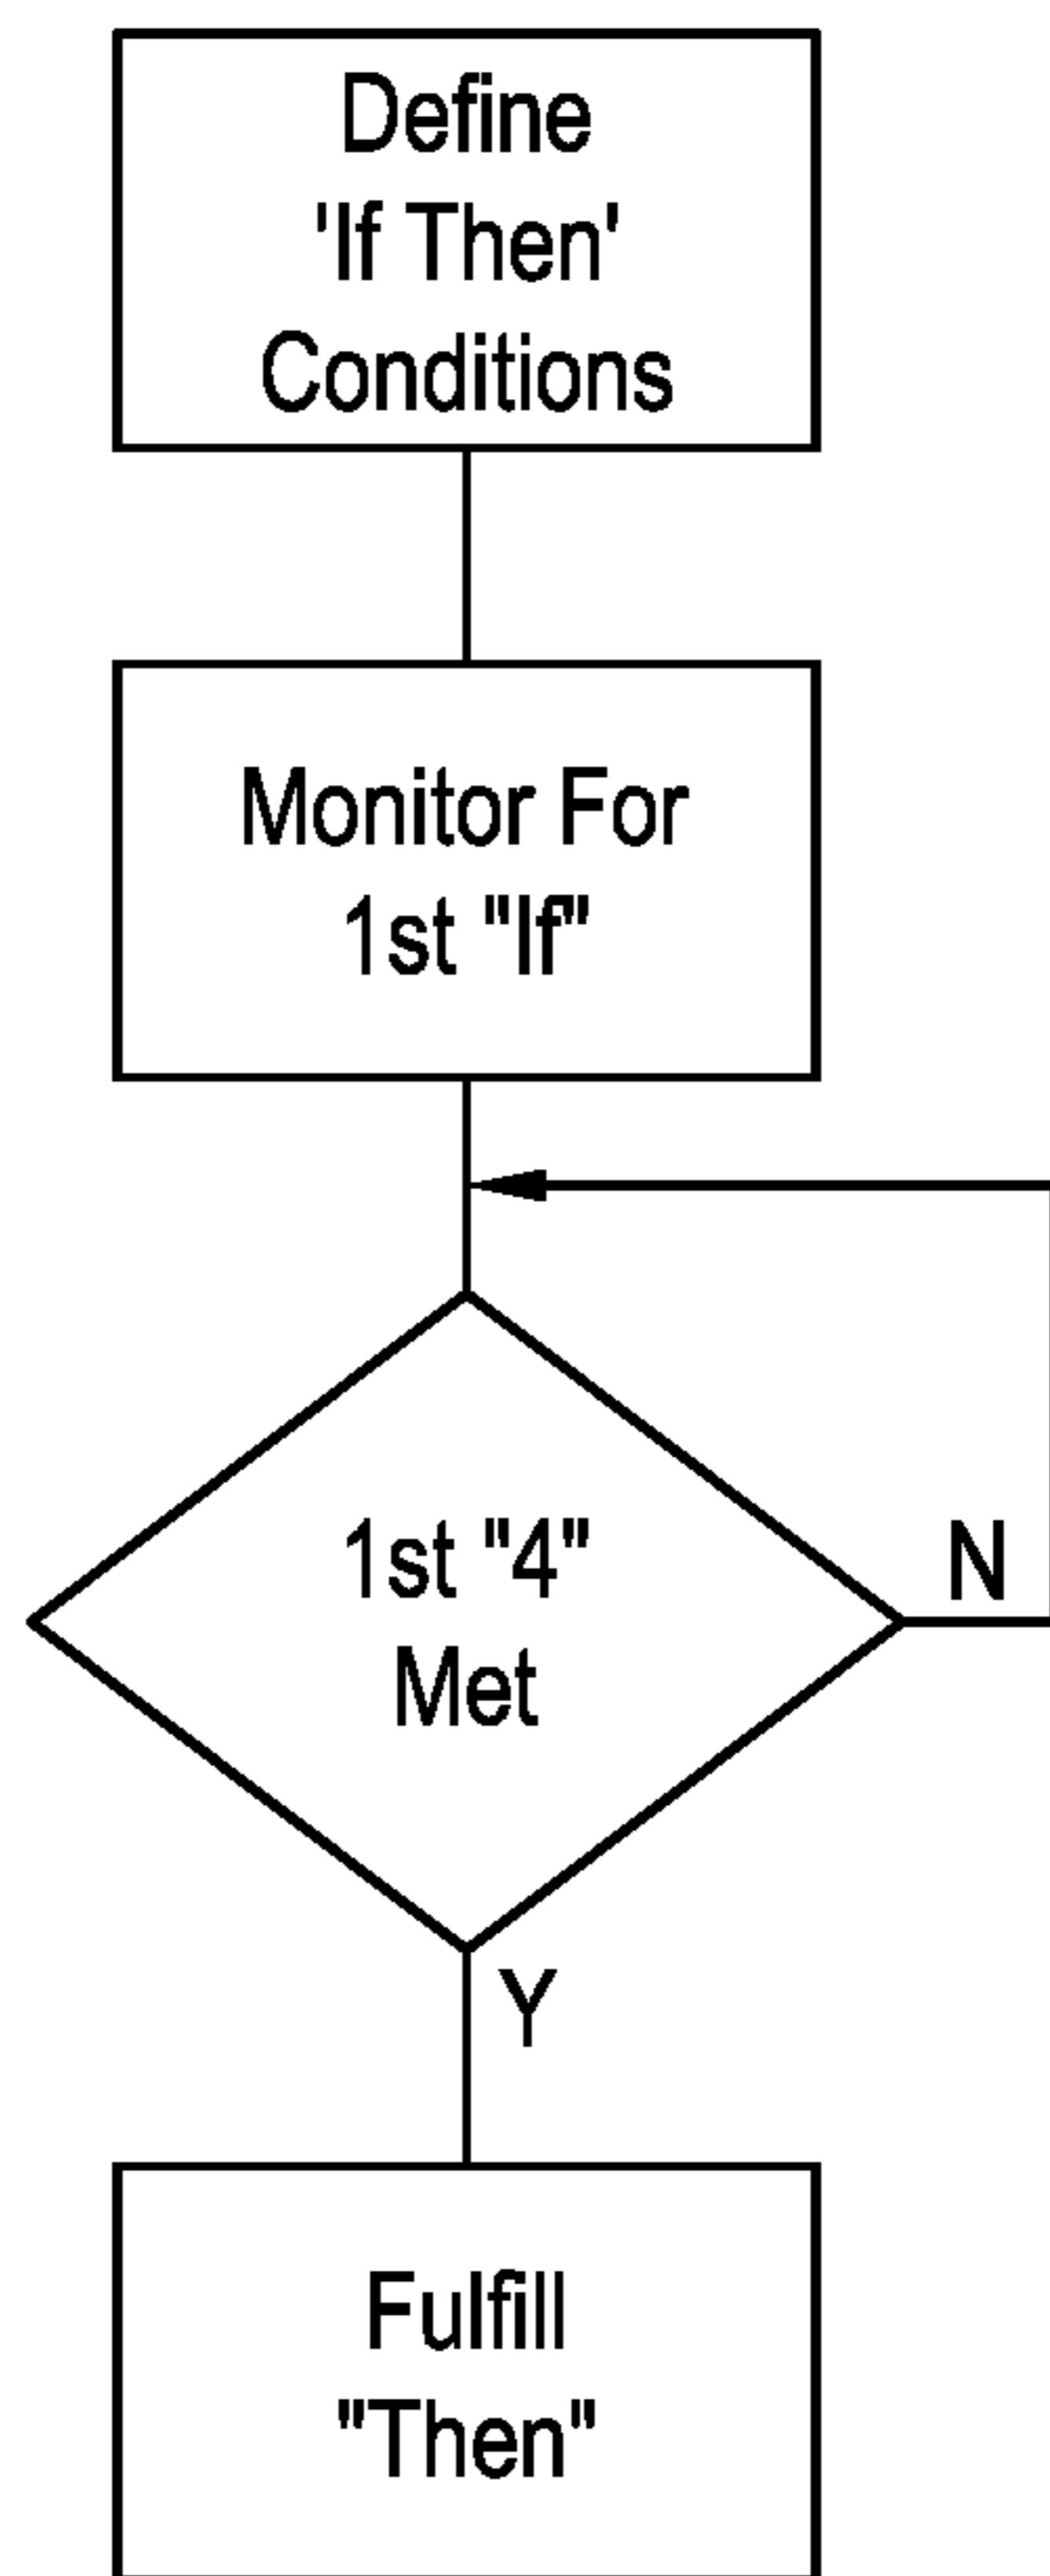 Define
'If Then'
Conditions
Monitor For
1st "If"
1st "4"
Met
N
Y
Fulfill
"Then"